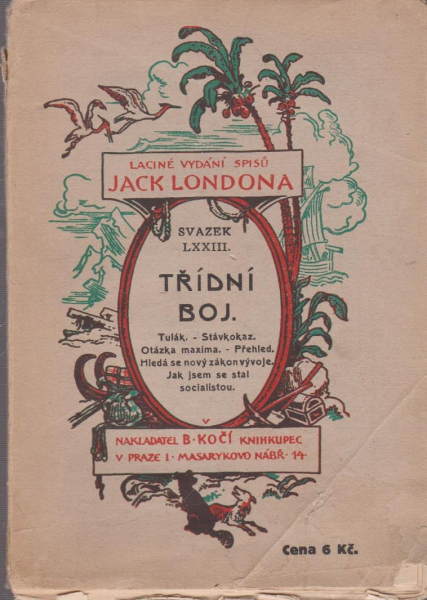 LACINÉ VYDÁNÍ SPISŮ
JACK LONDONA
SVAZEK
LXXIII.
TŘÍDNÍ
BOJ.
Tulák. - Stávkokaz.
Otázka maxima. - Přehled.
Hledá se nový zákon vývoje.
Jak jsem se stal
socialistou.
V
NAKLADATEL B·KOČÍ KNIHKUPEC
V PRAZE I · MASARYKOVO NÁBŘ · 14·
Cena 6 Kč.